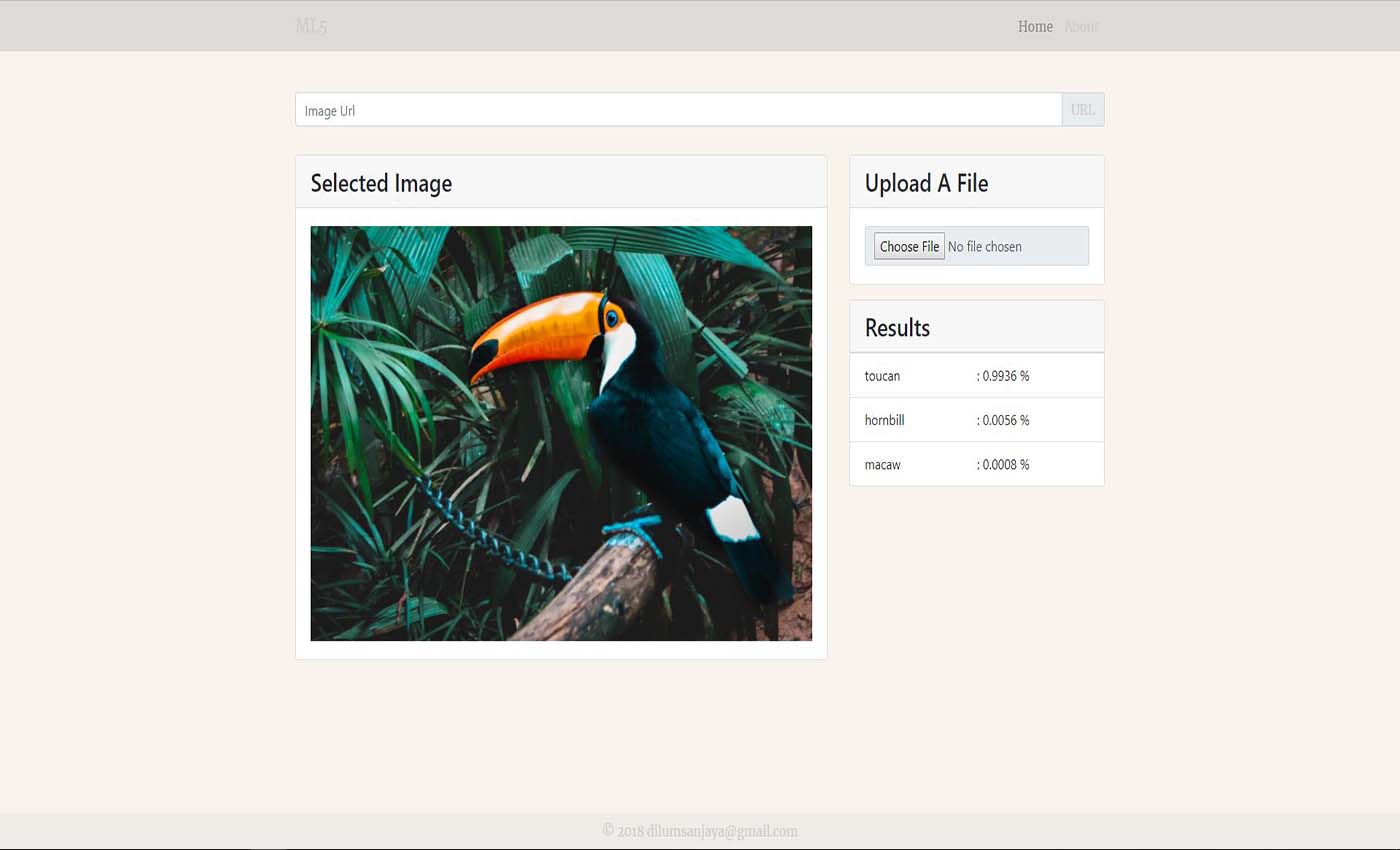 ML5
Home About
Image Url URL
Selected Image
Upload A File
Choose File No file chosen
Results
toucan : 0.9936 %
hornbill : 0.0056 %
macaw : 0.0008 %
© 2018 dilumsanjaya@gmail.com